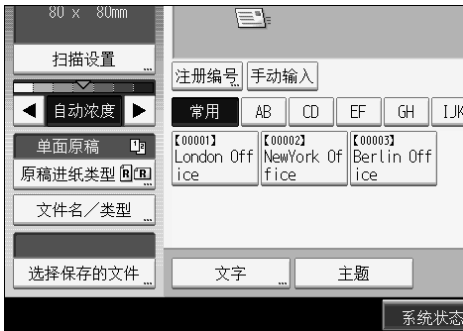 80 × 80mm
扫描设置
注册编号
手动输入
自动浓度
常用
AB
CD
EF
GH
IJK
单面原稿
原稿进纸类型
文件名／类型
【00001】
London Off
ice
【00002】
NewYork Of
fice
【00003】
Berlin Off
ice
选择保存的文件
文字
主题
系统状态